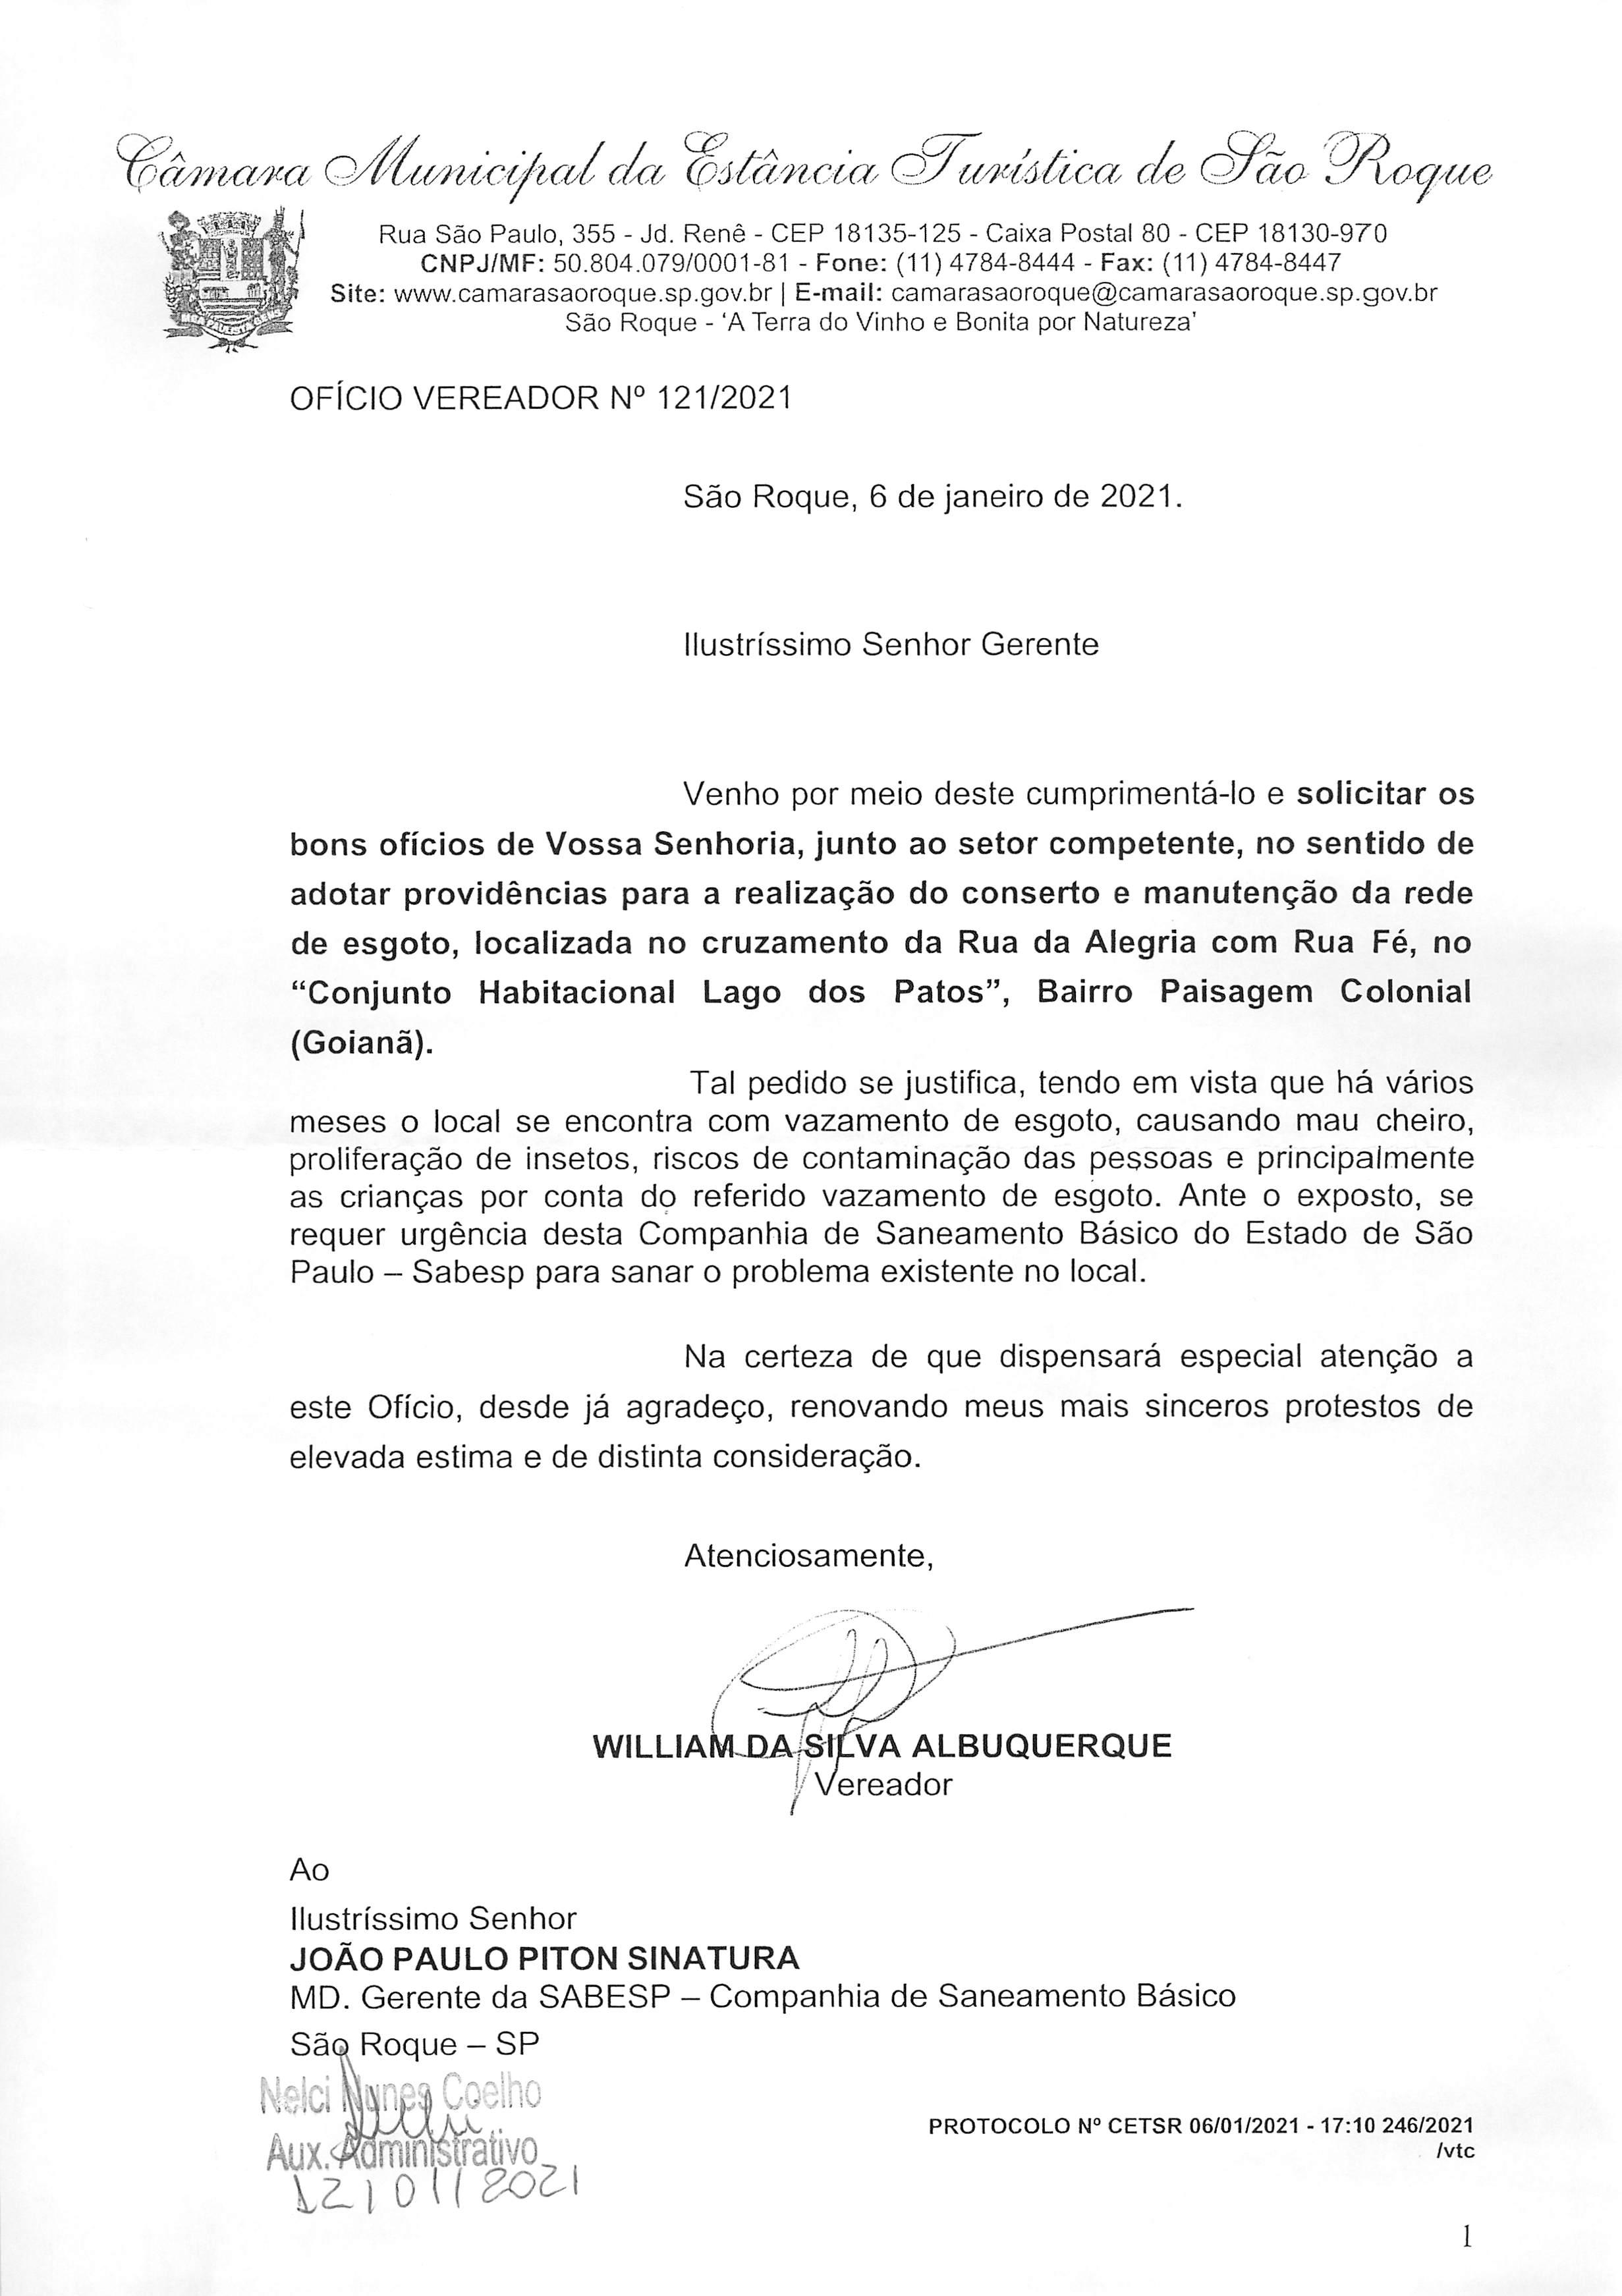 Câmara Municipal da Estância Turística de São Roque
Rua São Paulo, 355 - Jd. Renê - CEP 18135-125 - Caixa Postal 80 - CEP 18130-970
CNPJ/MF: 50.804.079/0001-81 - Fone: (11) 4784-8444 - Fax: (11) 4784-8447
Site: www.camarasaoroque.sp.gov.br | E-mail: camarasaoroque@camarasaoroque.sp.gov.br
São Roque - ‘A Terra do Vinho e Bonita por Natureza’
OFÍCIO VEREADOR Nº 121/2021
São Roque, 6 de janeiro de 2021.
Ilustríssimo Senhor Gerente
Venho por meio deste cumprimentá-lo e solicitar os
bons ofícios de Vossa Senhoria, junto ao setor competente, no sentido de
adotar providências para a realização do conserto e manutenção da rede
de esgoto, localizada no cruzamento da Rua da Alegria com Rua Fé, no
“Conjunto Habitacional Lago dos Patos”, Bairro Paisagem Colonial
(Goianã).
Tal pedido se justifica, tendo em vista que há vários
meses o local se encontra com vazamento de esgoto, causando mau cheiro,
proliferação de insetos, riscos de contaminação das pessoas e principalmente
as crianças por conta do referido vazamento de esgoto. Ante o exposto, se
requer urgência desta Companhia de Saneamento Básico do Estado de São
Paulo – Sabesp para sanar o problema existente no local.
Na certeza de que dispensará especial atenção a
este Ofício, desde já agradeço, renovando meus mais sinceros protestos de
elevada estima e de distinta consideração.
Atenciosamente,
WILLIAM DA SILVA ALBUQUERQUE
Vereador
Ao
Ilustríssimo Senhor
JOÃO PAULO PITON SINATURA
MD. Gerente da SABESP – Companhia de Saneamento Básico
São Roque – SP
Nelci Nunes Coelho
Aux. Administrativo
12/01/2021
PROTOCOLO Nº CETSR 06/01/2021 - 17:10 246/2021
/vtc
1